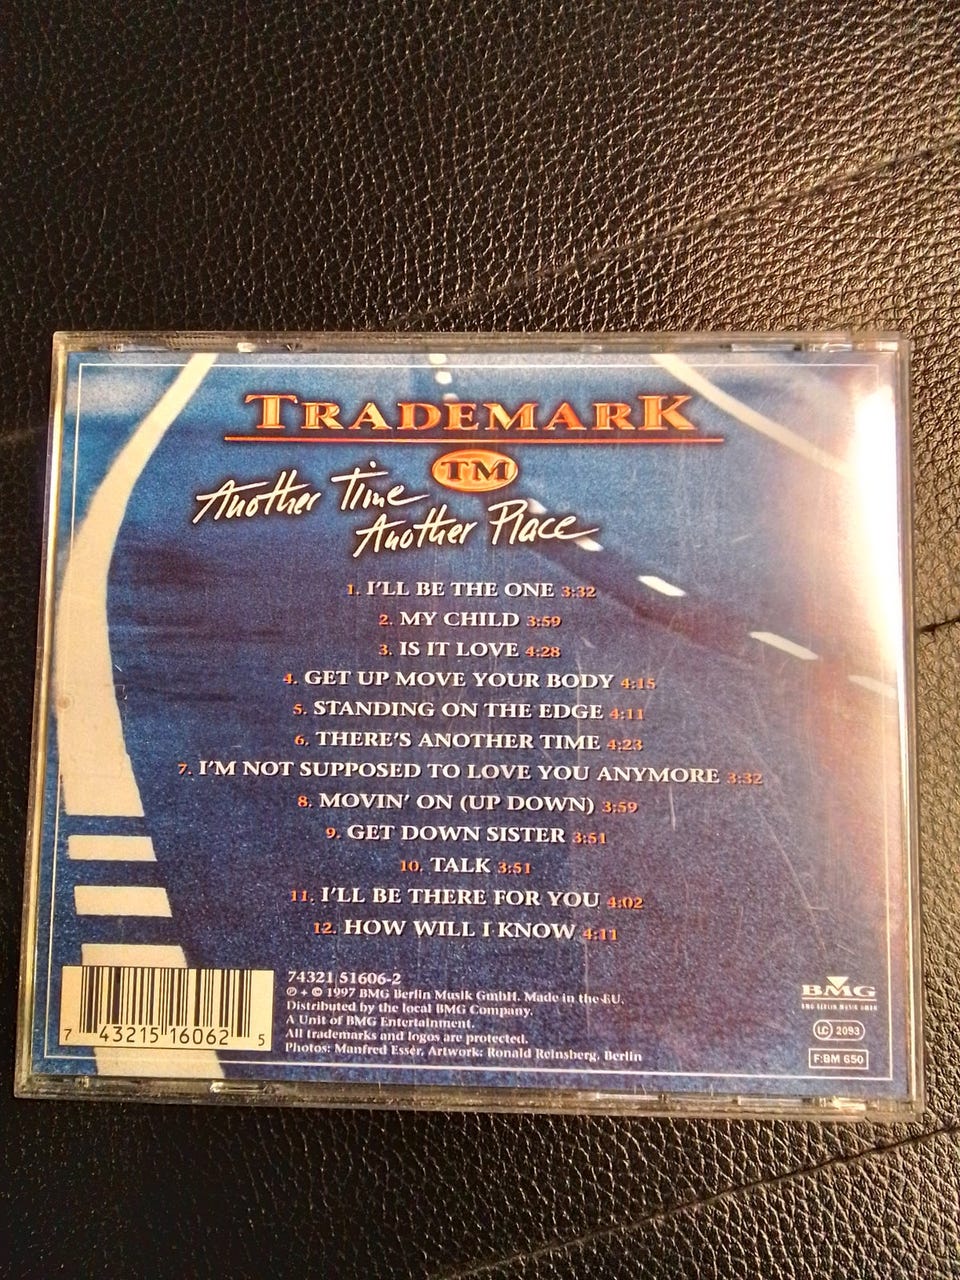 TRADEMARK
TM
Another Time
Another Place
1. I'LL BE THE ONE 3:32
2. MY CHILD 3:59
3. IS IT LOVE 4:28
4. GET UP MOVE YOUR BODY 4:15
5. STANDING ON THE EDGE 4:11
6. THERE'S ANOTHER TIME 4:23
7. I'M NOT SUPPOSED TO LOVE YOU ANYMORE 3:32
8. MOVIN' ON (UP DOWN) 3:59
9. GET DOWN SISTER 3:51
10. TALK 3:51
11. I'LL BE THERE FOR YOU 4:02
12. HOW WILL I KNOW 4:11
74321 51606-2
℗ + © 1997 BMG Berlin Musik GmbH. Made in the EU.
Distributed by the local BMG Company.
A Unit of BMG Entertainment.
All trademarks and logos are protected.
Photos: Manfred Esser, Artwork: Ronald Reinsberg, Berlin
7 43215 16062 5
BMG
BMG BERLIN MUSIK GMBH
LC 2093
F:BM 650